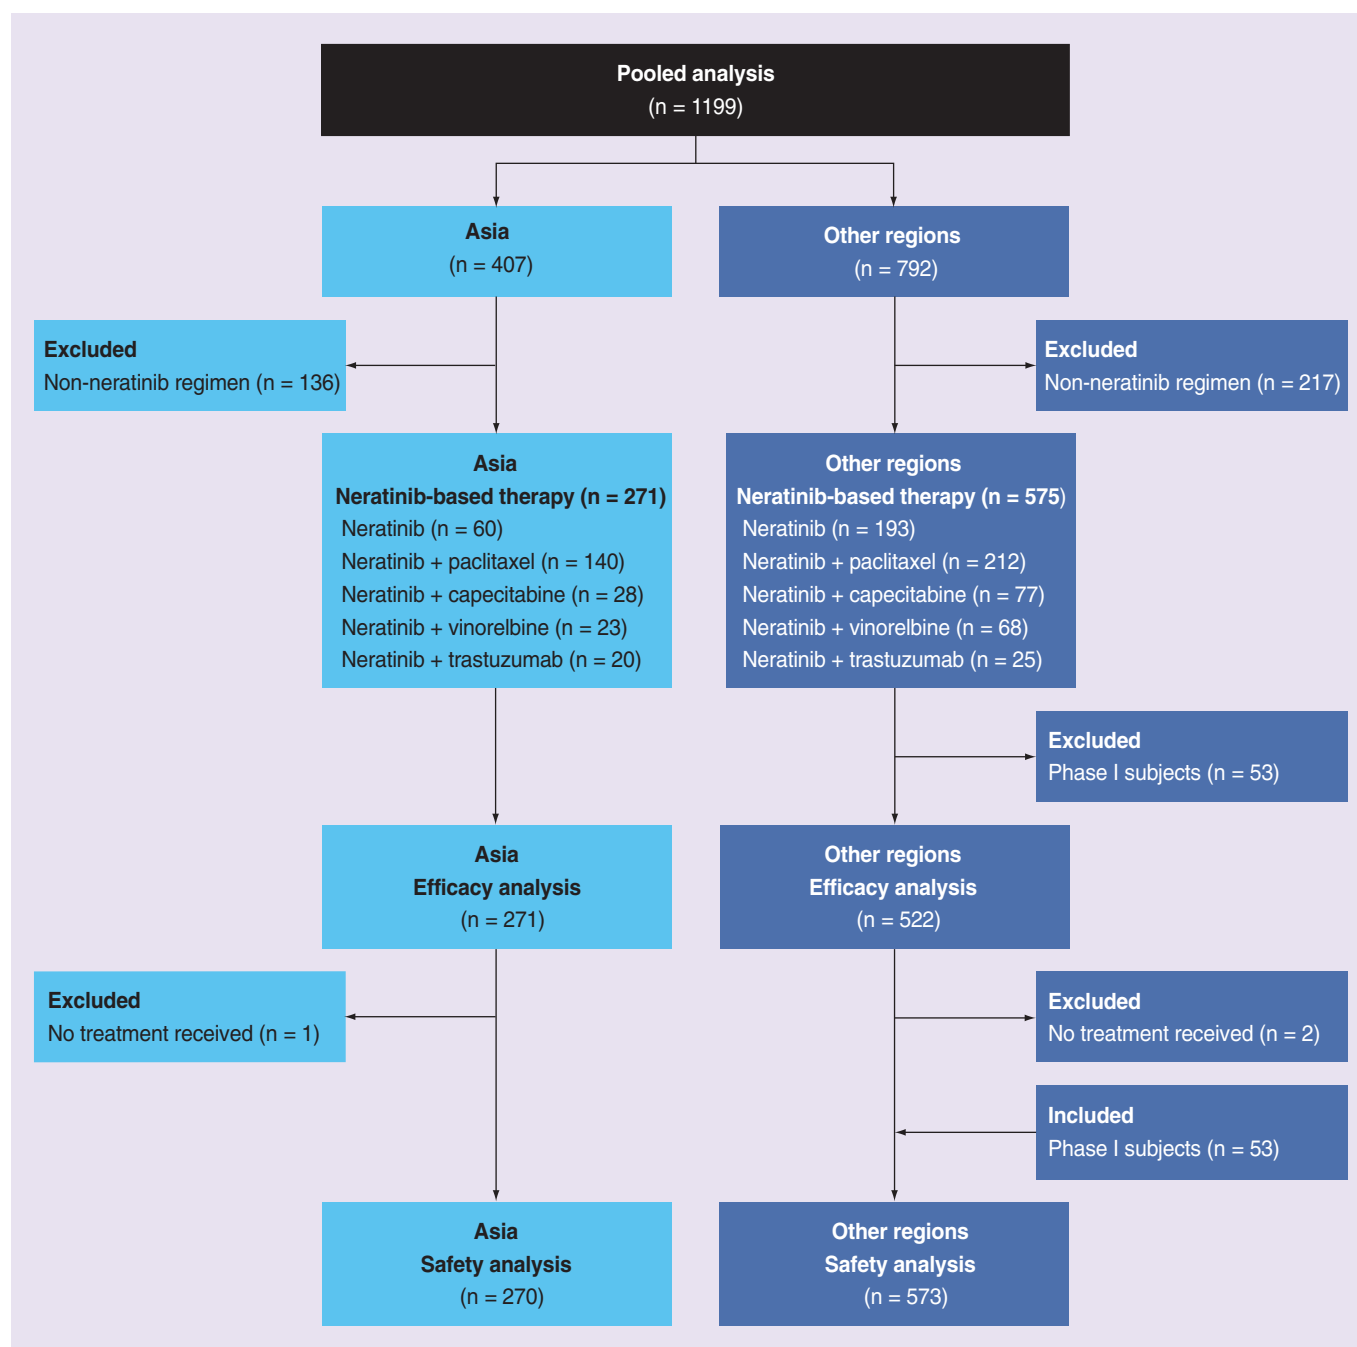 Pooled analysis
(n = 1199)
Asia
(n = 407)
Other regions
(n = 792)
Excluded
Non-neratinib regimen (n = 136)
Excluded
Non-neratinib regimen (n = 217)
Asia
Neratinib-based therapy (n = 271)
Neratinib (n = 60)
Neratinib + paclitaxel (n = 140)
Neratinib + capecitabine (n = 28)
Neratinib + vinorelbine (n = 23)
Neratinib + trastuzumab (n = 20)
Other regions
Neratinib-based therapy (n = 575)
Neratinib (n = 193)
Neratinib + paclitaxel (n = 212)
Neratinib + capecitabine (n = 77)
Neratinib + vinorelbine (n = 68)
Neratinib + trastuzumab (n = 25)
Excluded
Phase I subjects (n = 53)
Asia
Efficacy analysis
(n = 271)
Other regions
Efficacy analysis
(n = 522)
Excluded
No treatment received (n = 1)
Excluded
No treatment received (n = 2)
Included
Phase I subjects (n = 53)
Asia
Safety analysis
(n = 270)
Other regions
Safety analysis
(n = 573)